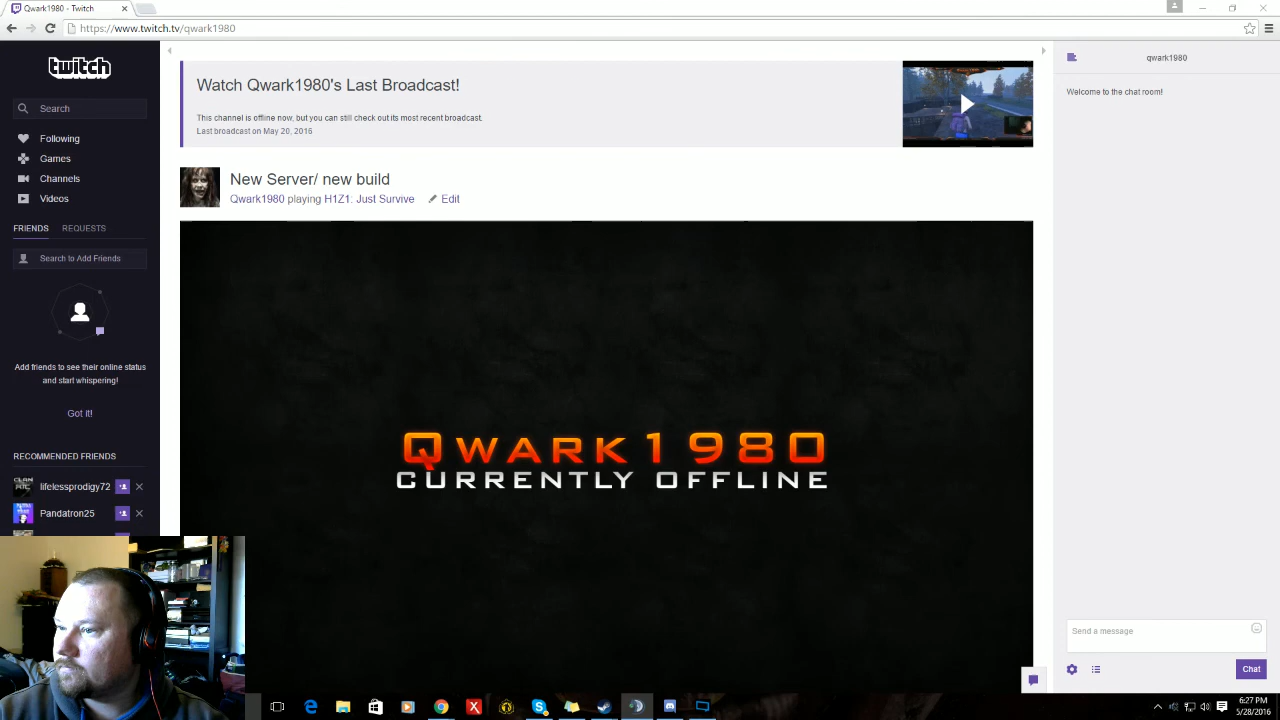 Qwark1980 - Twitch
https://www.twitch.tv/qwark1980
twitch
Search
Following
Games
Channels
Videos
FRIENDS REQUESTS
Search to Add Friends
Add friends to see their online status
and start whispering!
Got it!
RECOMMENDED FRIENDS
lifelessprodigy72
Pandatron25
Watch Qwark1980's Last Broadcast!
This channel is offline now, but you can still check out its most recent broadcast.
Last broadcast on May 20, 2016
New Server/ new build
Qwark1980 playing H1Z1: Just Survive Edit
QWARK1980
CURRENTLY OFFLINE
qwark1980
Welcome to the chat room!
Send a message
Chat
6:27 PM
5/28/2016